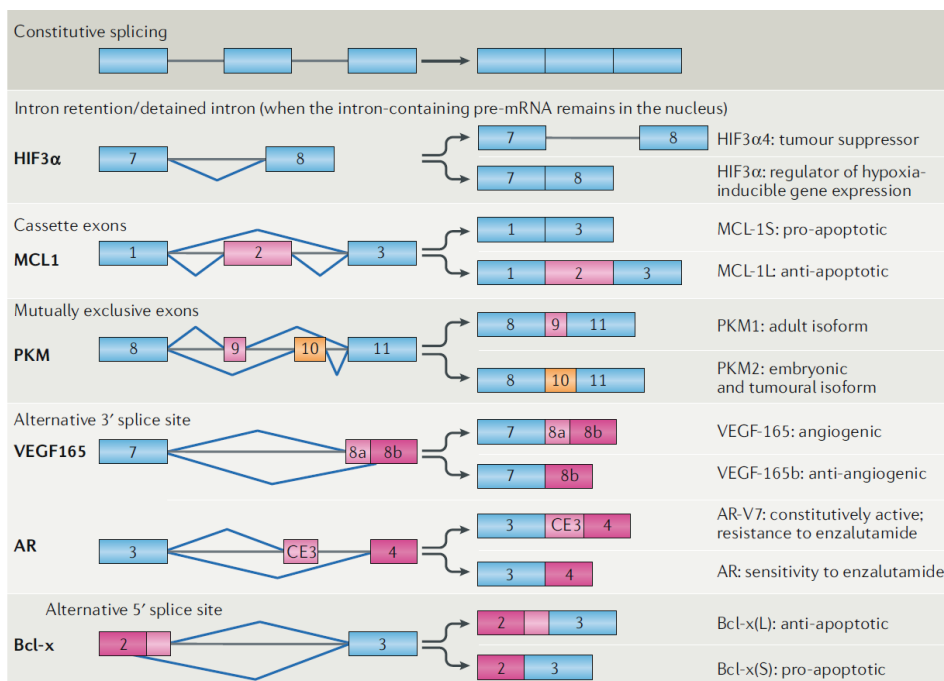 Constitutive splicing
Intron retention/detained intron (when the intron-containing pre-mRNA remains in the nucleus)
HIF3α
7
8
7
8
HIF3α4: tumour suppressor
7
8
HIF3α: regulator of hypoxia-
inducible gene expression
Cassette exons
MCL1
1
2
3
1
3
MCL-1S: pro-apoptotic
1
2
3
MCL-1L: anti-apoptotic
Mutually exclusive exons
PKM
8
9
10
11
8
9
11
PKM1: adult isoform
8
10
11
PKM2: embryonic
and tumoural isoform
Alternative 3′ splice site
VEGF165
7
8a
8b
7
8a
8b
VEGF-165: angiogenic
7
8b
VEGF-165b: anti-angiogenic
AR
3
CE3
4
3
CE3
4
AR-V7: constitutively active;
resistance to enzalutamide
3
4
AR: sensitivity to enzalutamide
Alternative 5′ splice site
Bcl-x
2
3
2
3
Bcl-x(L): anti-apoptotic
2
3
Bcl-x(S): pro-apoptotic